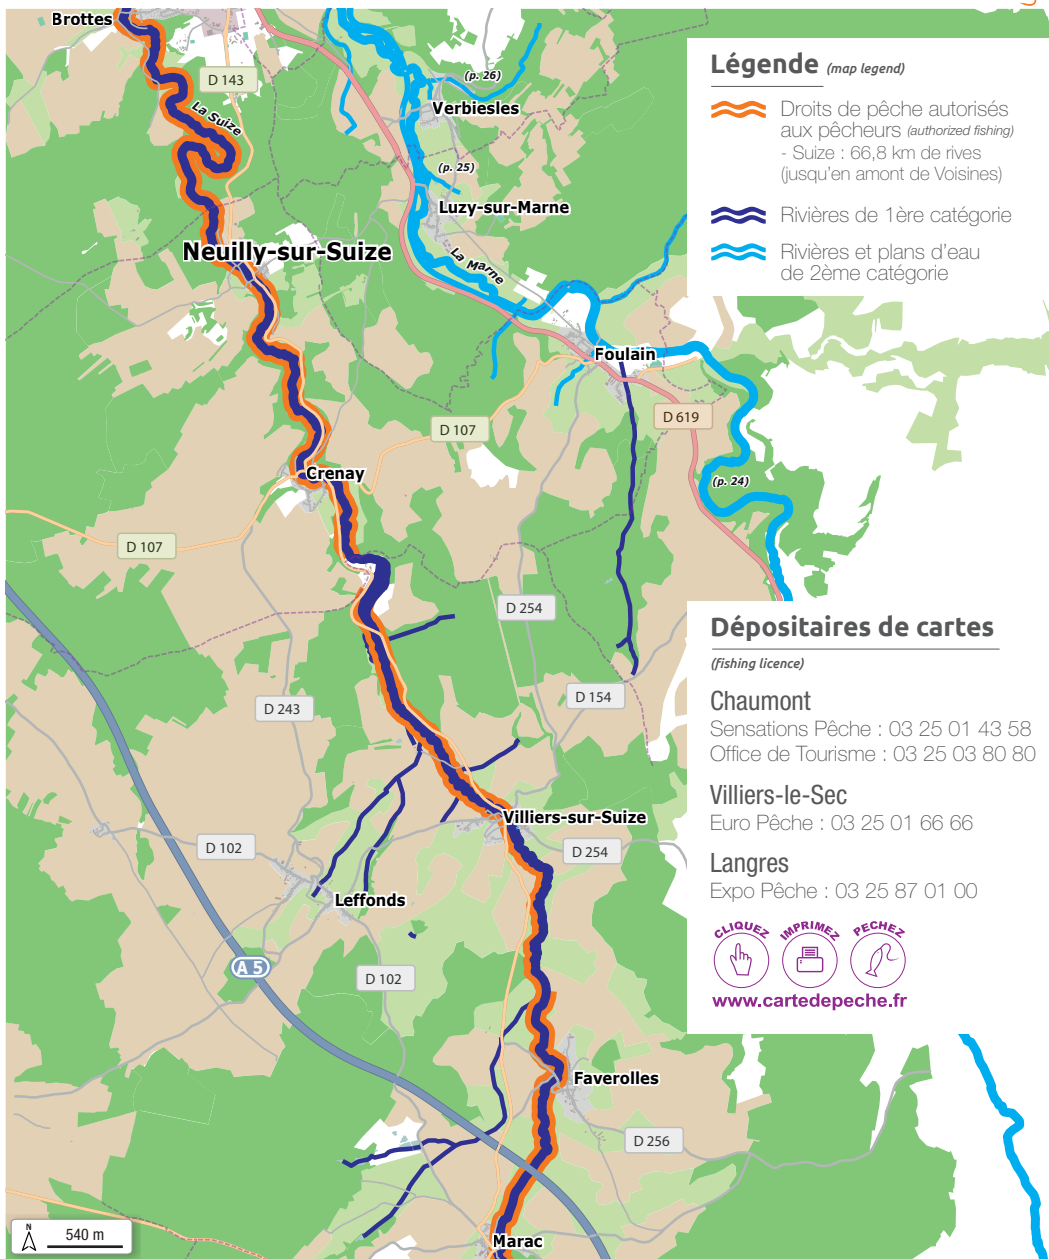 Brottes
D 143
La Suize
(p. 26)
Verbiesles
(p. 25)
Luzy-sur-Marne
Neuilly-sur-Suize
La Marne
Foulain
D 619
D 107
Crenay
(p. 24)
D 107
D 254
D 154
D 243
Villiers-sur-Suize
D 102
D 254
Leffonds
A 5
D 102
Faverolles
D 256
Marac
N
540 m
Légende (map legend)
Droits de pêche autorisés
aux pêcheurs (authorized fishing)
- Suize : 66,8 km de rives
(jusqu'en amont de Voisines)
Rivières de 1ère catégorie
Rivières et plans d'eau
de 2ème catégorie
Dépositaires de cartes
(fishing licence)
Chaumont
Sensations Pêche : 03 25 01 43 58
Office de Tourisme : 03 25 03 80 80
Villiers-le-Sec
Euro Pêche : 03 25 01 66 66
Langres
Expo Pêche : 03 25 87 01 00
CLIQUEZ IMPRIMEZ PECHEZ
www.cartedepeche.fr